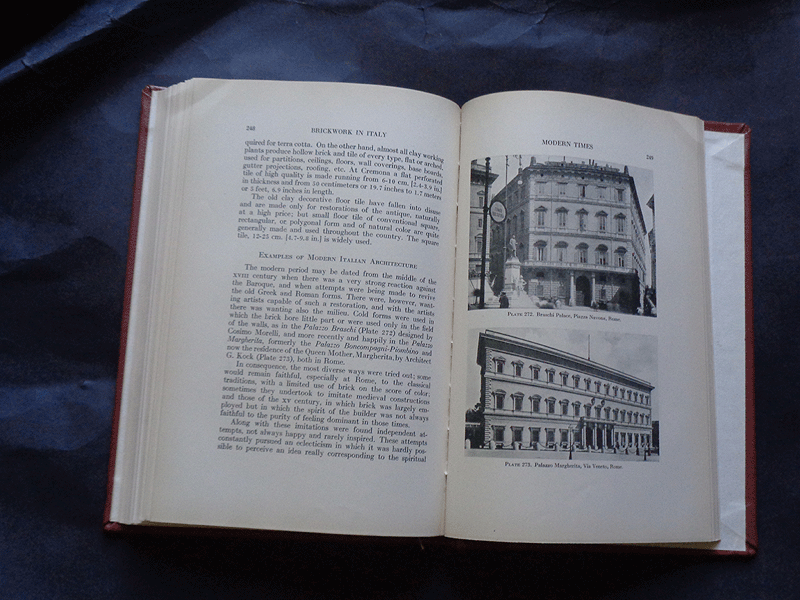 240
BRICKWORK IN ITALY
quired for terra cotta. On the other hand, almost all clay working
plants produce hollow brick and tile of every type, flat or arched,
used for partitions, ceilings, floors, wall coverings, base boards,
gutter projections, roofing, etc. At Cremona a flat perforated
tile of high quality is made running from 6-10 cm. [2.4-3.9 in.]
in thickness and from 50 centimeters or 19.7 inches to 1.7 meters
or 5 feet, 6.9 inches in length.
The old clay decorative floor tile have fallen into disuse
and are made only for restorations of the antique, naturally
at a high price; but small floor tile of conventional square,
rectangular, or polygonal form and of natural color are quite
generally made and used throughout the country. The square
tile, 12-25 cm. [4.7-9.8 in.] is widely used.
EXAMPLES OF MODERN ITALIAN ARCHITECTURE
The modern period may be dated from the middle of the
XVIII century when there was a very strong reaction against
the Baroque, and when attempts were being made to revive
the old Greek and Roman forms. There were, however, want-
ing artists capable of such a restoration, and with the artists
there was wanting also the milieu. Cold forms were used in
which the brick bore little part or were used only in the field
of the walls, as in the Palazzo Braschi (Plate 272) designed by
Cosimo Morelli, and more recently and happily in the Palazzo
Margherita, formerly the Palazzo Boncompagni-Piombino and
now the residence of the Queen Mother, Margherita, by Architect
G. Kock (Plate 273), both in Rome.
In consequence, the most diverse ways were tried out; some
would remain faithful, especially at Rome, to the classical
traditions, with a limited use of brick on the score of color;
sometimes they undertook to imitate medieval constructions
and those of the XV century, in which brick was largely em-
ployed but in which the spirit of the builder was not always
faithful to the purity of feeling dominant in those times.
Along with these imitations were found independent at-
tempts, not always happy and rarely inspired. These attempts
constantly pursued an eclecticism in which it was hardly pos-
sible to perceive an idea really corresponding to the spiritual
MODERN TIMES
PLATE 272. Braschi Palace, Piazza Navona, Rome.
PLATE 273. Palazzo Margherita, Via Veneto, Rome.